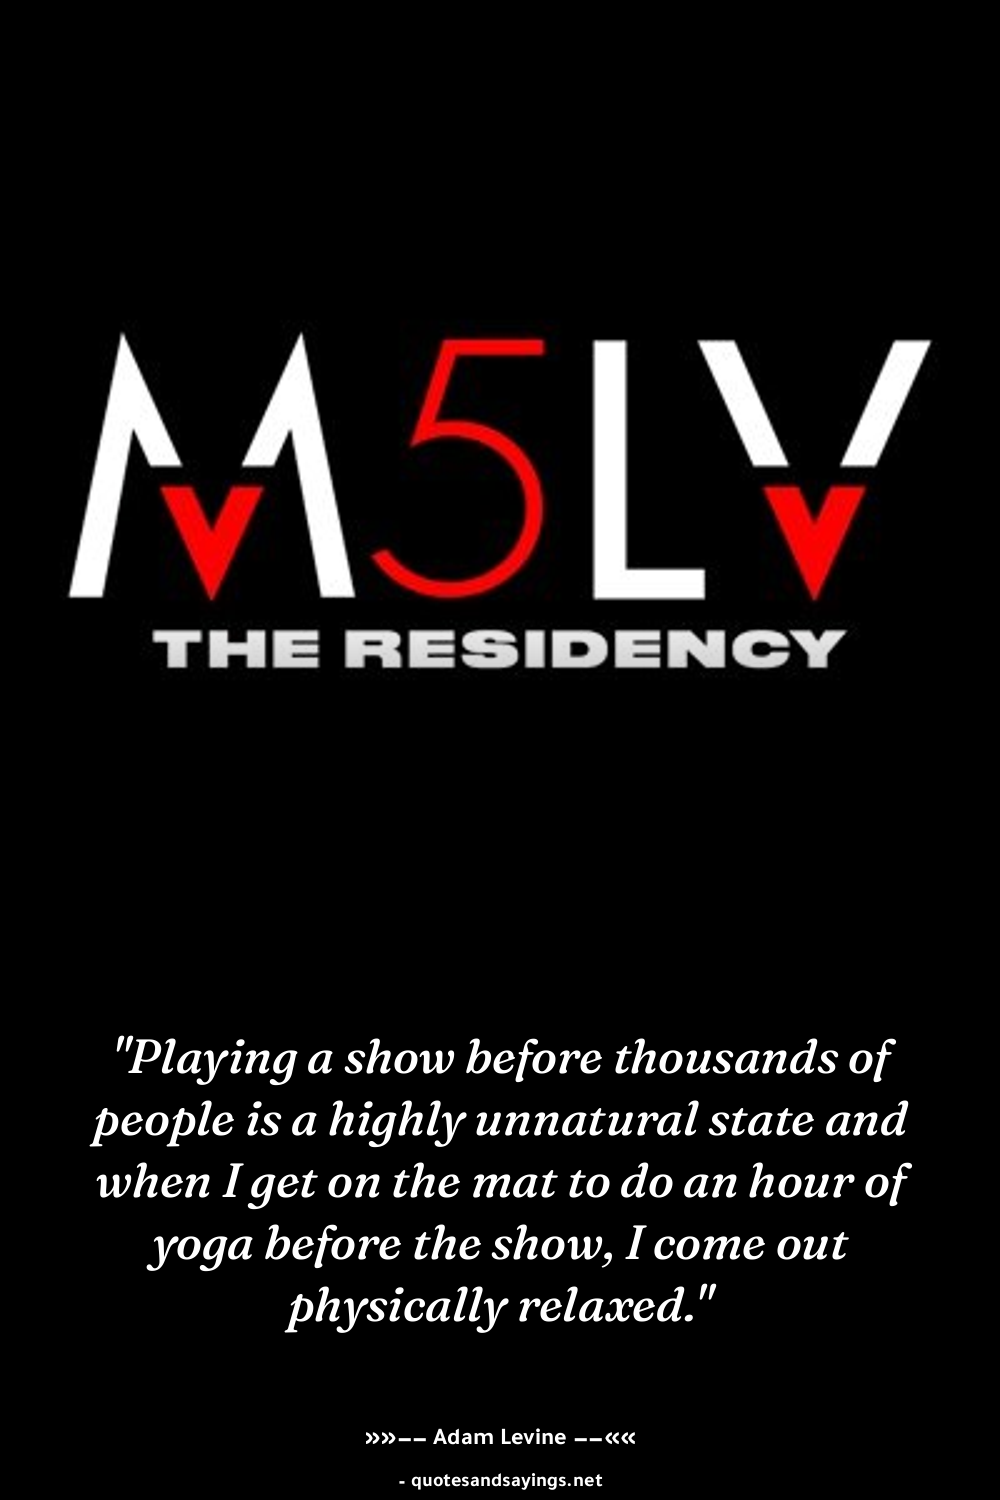 M5LV
THE RESIDENCY
"Playing a show before thousands of
people is a highly unnatural state and
when I get on the mat to do an hour of
yoga before the show, I come out
physically relaxed."
»»−− Adam Levine −−««
- quotesandsayings.net